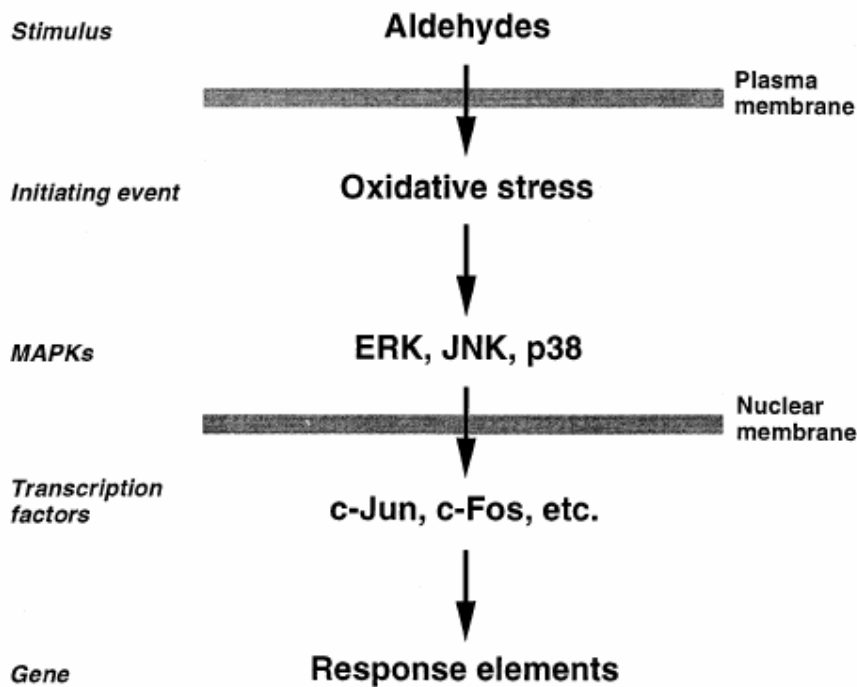 Stimulus
Aldehydes
Plasma
membrane
Initiating event
Oxidative stress
MAPKs
ERK, JNK, p38
Nuclear
membrane
Transcription
factors
c-Jun, c-Fos, etc.
Gene
Response elements